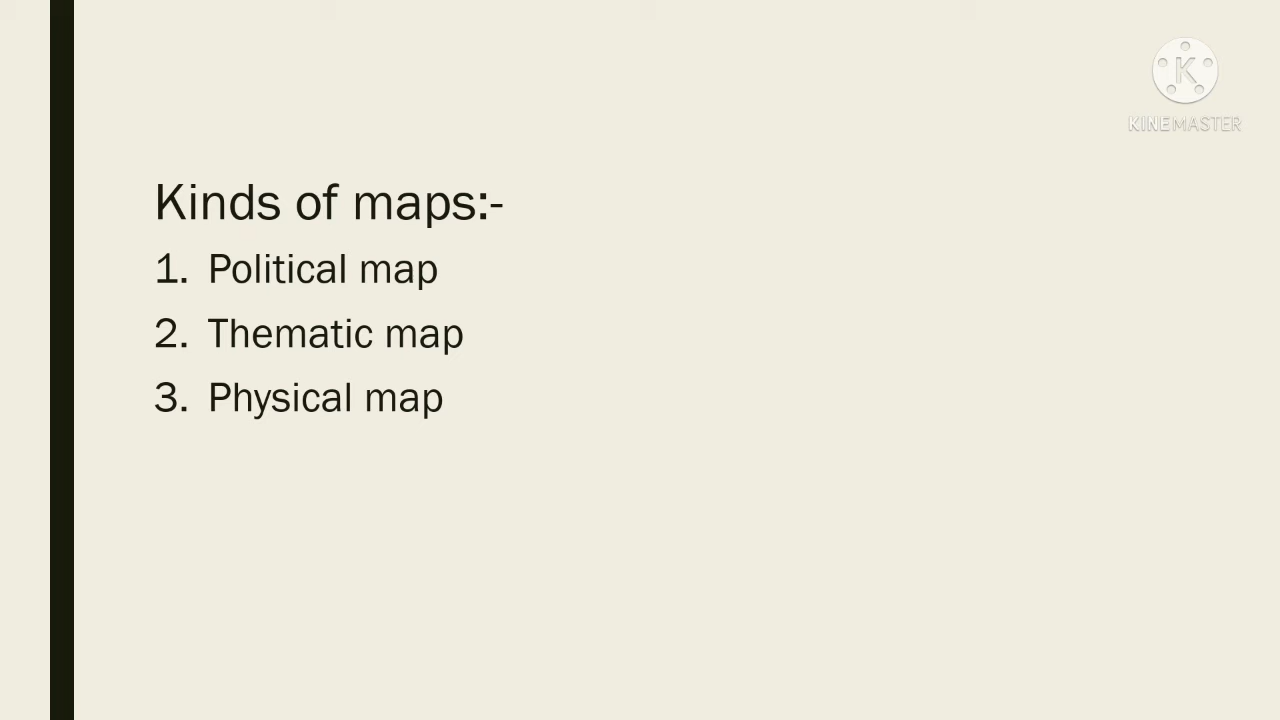 K
KINEMASTER
Kinds of maps:-
1. Political map
2. Thematic map
3. Physical map